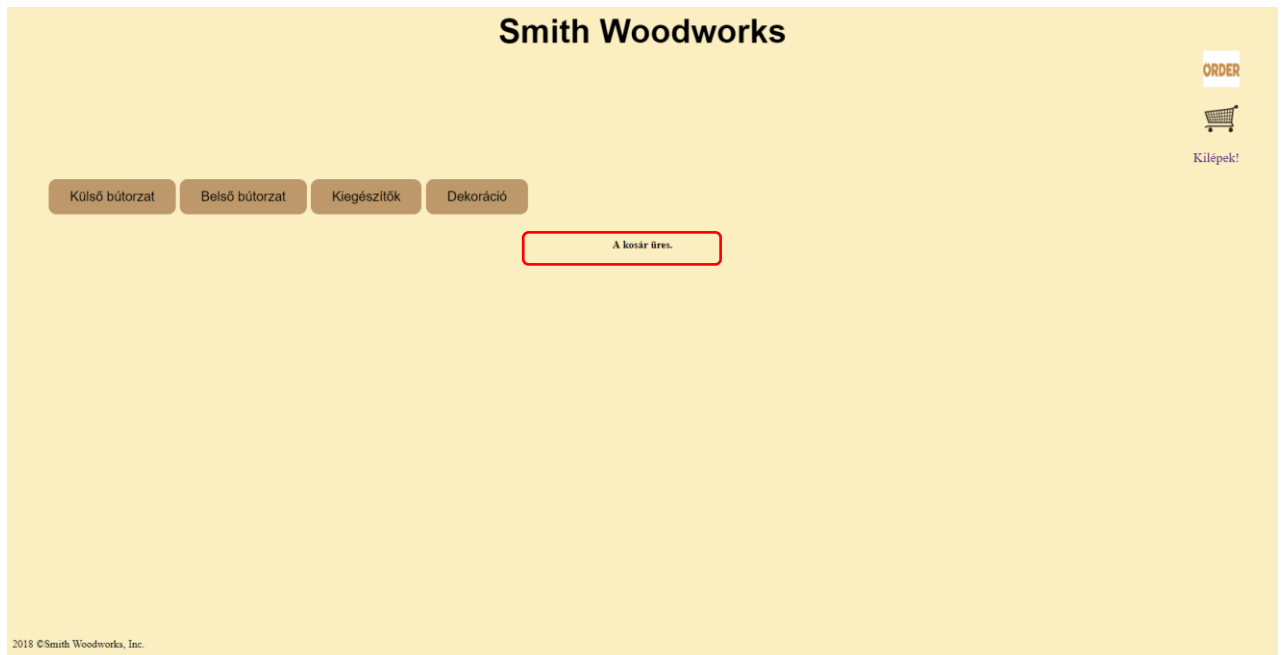 Smith Woodworks
ORDER
Kilépek!
Külső bútorzat Belső bútorzat Kiegészítők Dekoráció
A kosár üres.
2018 ©Smith Woodworks, Inc.